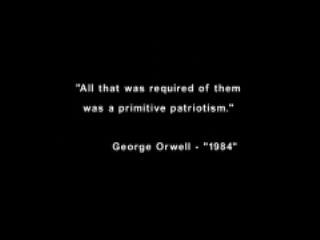 "All that was required of them
was a primitive patriotism."
George Orwell - "1984"